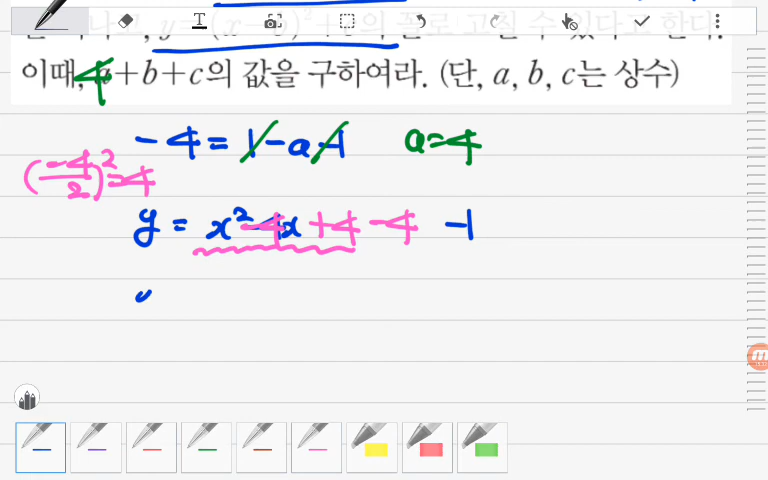 이때, 4+b+c의 값을 구하여라. (단, a, b, c는 상수)
-4 = 1-a-1 a=4
(-4/2)²=4
y = x²-4x+4-4 -1